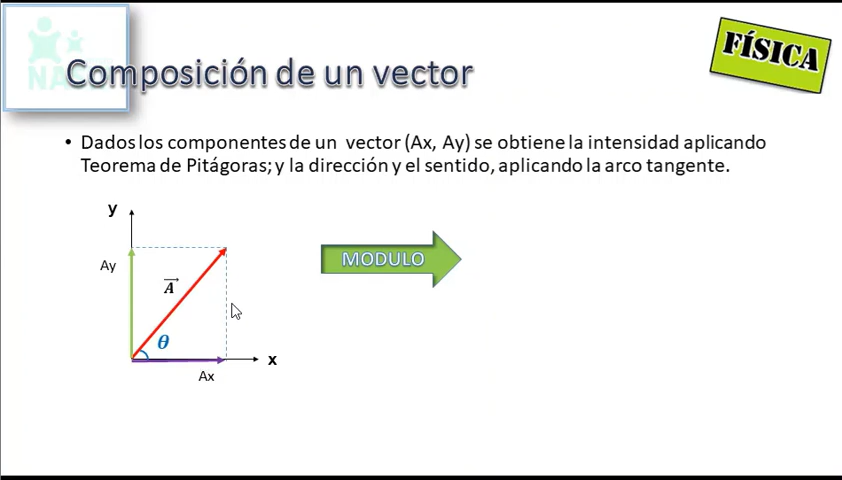 Composición de un vector
FÍSICA
• Dados los componentes de un vector (Ax, Ay) se obtiene la intensidad aplicando
Teorema de Pitágoras; y la dirección y el sentido, aplicando la arco tangente.
y
Ay
A
θ
x
Ax
MODULO